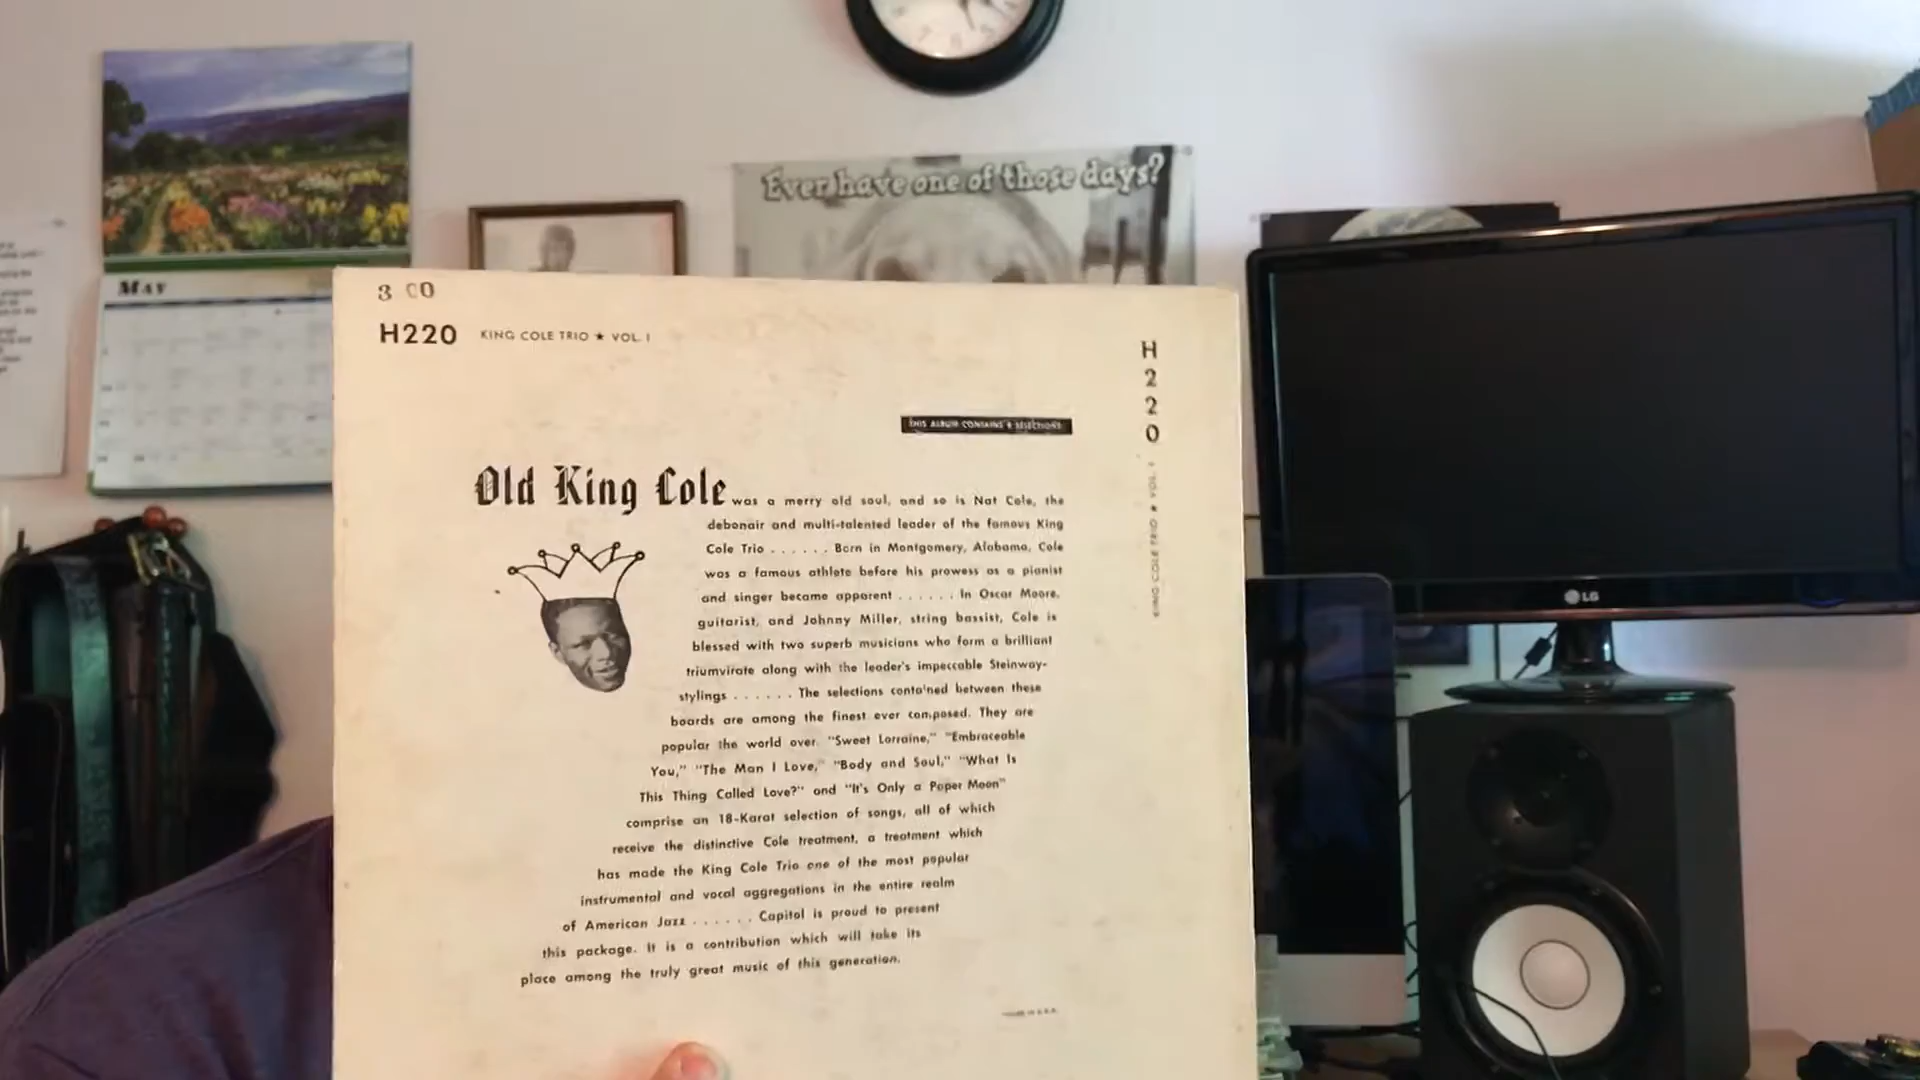 Ever have one of those days?
MAY
3 00
H220 KING COLE TRIO ★ VOL. 1
H220
KING COLE TRIO ★ VOL. 1
THIS ALBUM CONTAINS 8 SELECTIONS
Old King Cole was a merry old soul, and so is Nat Cole, the
debonair and multi-talented leader of the famous King
Cole Trio . . . . . . Born in Montgomery, Alabama, Cole
was a famous athlete before his prowess as a pianist
and singer became apparent . . . . . . In Oscar Moore,
guitarist, and Johnny Miller, string bassist, Cole is
blessed with two superb musicians who form a brilliant
triumvirate along with the leader's impeccable Steinway-
stylings . . . . . . The selections contained between these
boards are among the finest ever composed. They are
popular the world over. "Sweet Lorraine," "Embraceable
You," "The Man I Love," "Body and Soul," "What Is
This Thing Called Love?" and "It's Only a Paper Moon"
comprise an 18-Karat selection of songs, all of which
receive the distinctive Cole treatment, a treatment which
has made the King Cole Trio one of the most popular
instrumental and vocal aggregations in the entire realm
of American Jazz . . . . . . Capitol is proud to present
this package. It is a contribution which will take its
place among the truly great music of this generation.
LG